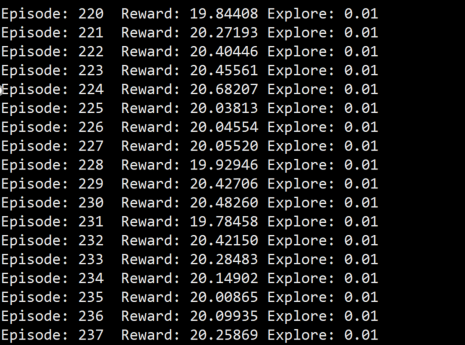 Episode: 220  Reward: 19.84408 Explore: 0.01
Episode: 221  Reward: 20.27193 Explore: 0.01
Episode: 222  Reward: 20.40446 Explore: 0.01
Episode: 223  Reward: 20.45561 Explore: 0.01
Episode: 224  Reward: 20.68207 Explore: 0.01
Episode: 225  Reward: 20.03813 Explore: 0.01
Episode: 226  Reward: 20.04554 Explore: 0.01
Episode: 227  Reward: 20.05520 Explore: 0.01
Episode: 228  Reward: 19.92946 Explore: 0.01
Episode: 229  Reward: 20.42706 Explore: 0.01
Episode: 230  Reward: 20.48260 Explore: 0.01
Episode: 231  Reward: 19.78458 Explore: 0.01
Episode: 232  Reward: 20.42150 Explore: 0.01
Episode: 233  Reward: 20.28483 Explore: 0.01
Episode: 234  Reward: 20.14902 Explore: 0.01
Episode: 235  Reward: 20.00865 Explore: 0.01
Episode: 236  Reward: 20.09935 Explore: 0.01
Episode: 237  Reward: 20.25869 Explore: 0.01